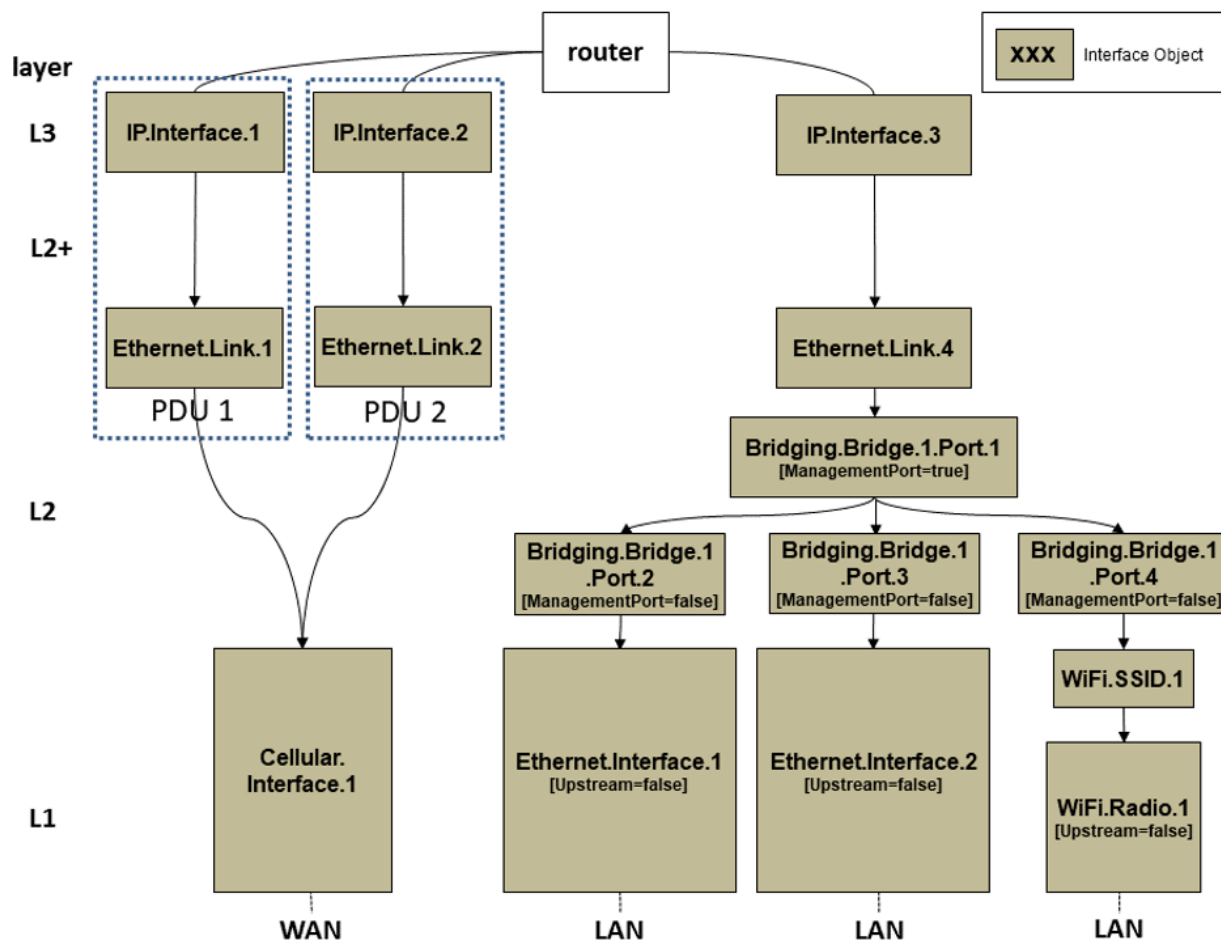 router
XXX
Interface Object
layer
L3
IP.Interface.1
IP.Interface.2
IP.Interface.3
L2+
Ethernet.Link.1
Ethernet.Link.2
Ethernet.Link.4
PDU 1
PDU 2
Bridging.Bridge.1.Port.1
[ManagementPort=true]
L2
Bridging.Bridge.1
.Port.2
[ManagementPort=false]
Bridging.Bridge.1
.Port.3
[ManagementPort=false]
Bridging.Bridge.1
.Port.4
[ManagementPort=false]
WiFi.SSID.1
Cellular.
Interface.1
Ethernet.Interface.1
[Upstream=false]
Ethernet.Interface.2
[Upstream=false]
WiFi.Radio.1
[Upstream=false]
L1
WAN
LAN
LAN
LAN